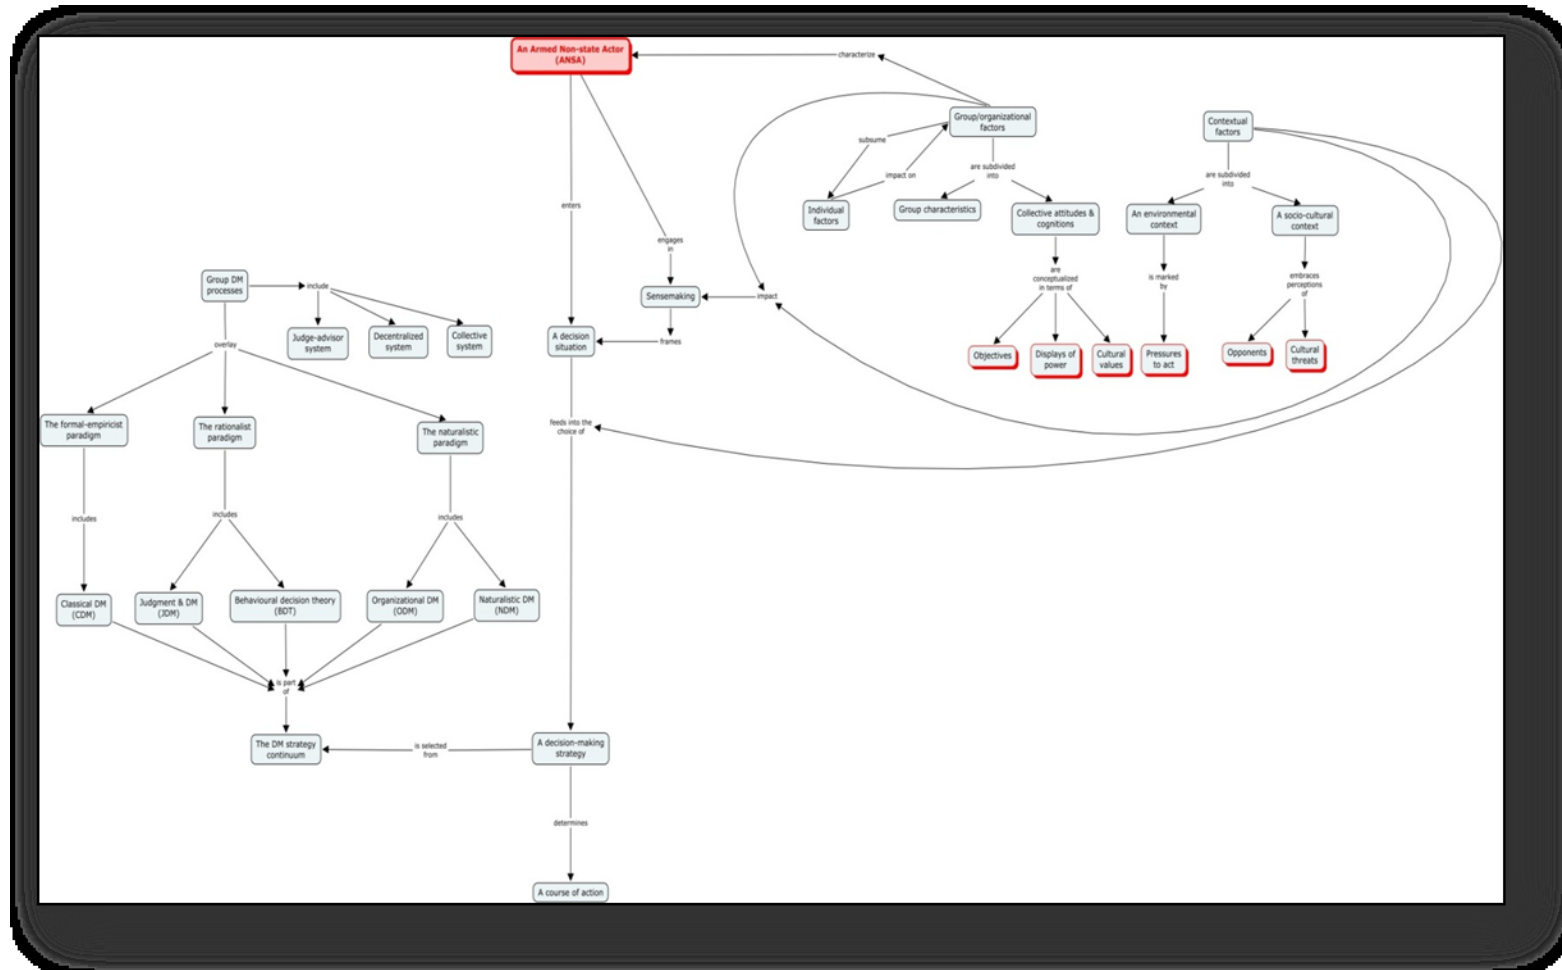 An Armed Non-state Actor
(ANSA)
characterize
Group/organizational
factors
Contextual
factors
subsume
impact on
are subdivided
into
are subdivided
into
Individual
factors
Group characteristics
Collective attitudes &
cognitions
An environmental
context
A socio-cultural
context
enters
engages
in
are
conceptualized
in terms of
is marked
by
embraces
perceptions
of
Group DM
processes
include
Sensemaking
impact
Judge-advisor
system
Decentralized
system
Collective
system
A decision
situation
frames
overlay
Objectives
Displays of
power
Cultural
values
Pressures
to act
Opponents
Cultural
threats
The formal-empiricist
paradigm
The rationalist
paradigm
The naturalistic
paradigm
feeds into the
choice of
includes
includes
includes
Classical DM
(CDM)
Judgment & DM
(JDM)
Behavioural decision theory
(BDT)
Organizational DM
(ODM)
Naturalistic DM
(NDM)
is part
of
The DM strategy
continuum
is selected
from
A decision-making
strategy
determines
A course of action